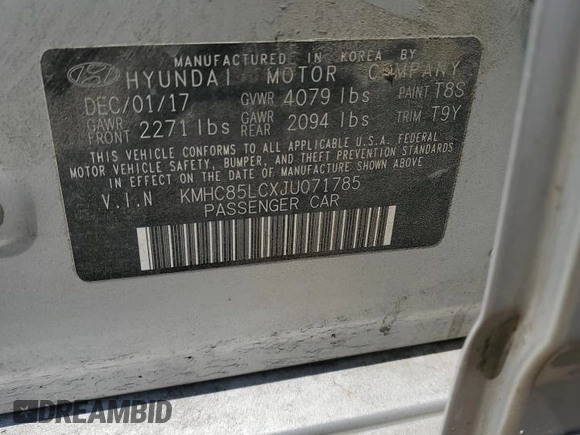 MANUFACTURED IN KOREA BY
HYUNDAI MOTOR COMPANY
DEC/01/17 GVWR 4079 lbs PAINT T8S
GAWR FRONT 2271 lbs GAWR REAR 2094 lbs TRIM T9Y
THIS VEHICLE CONFORMS TO ALL APPLICABLE U.S.A. FEDERAL
MOTOR VEHICLE SAFETY, BUMPER, AND THEFT PREVENTION
STANDARDS IN EFFECT ON THE DATE OF MANUFACTURE SHOWN ABOVE.
V.I.N KMHC85LCXJU071785
PASSENGER CAR
DREAMBID